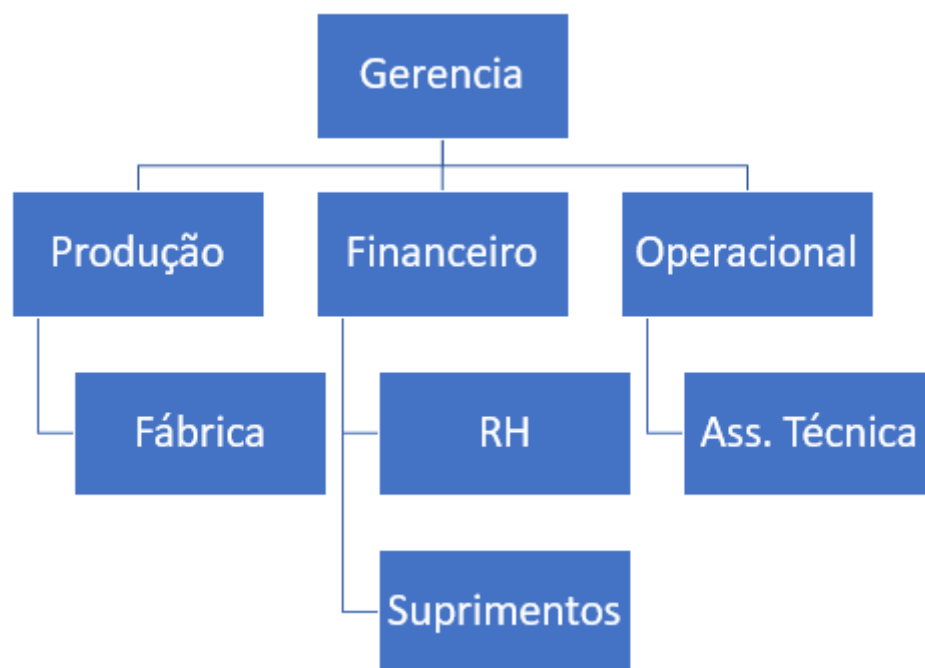 Gerencia
Produção
Financeiro
Operacional
Fábrica
RH
Ass. Técnica
Suprimentos